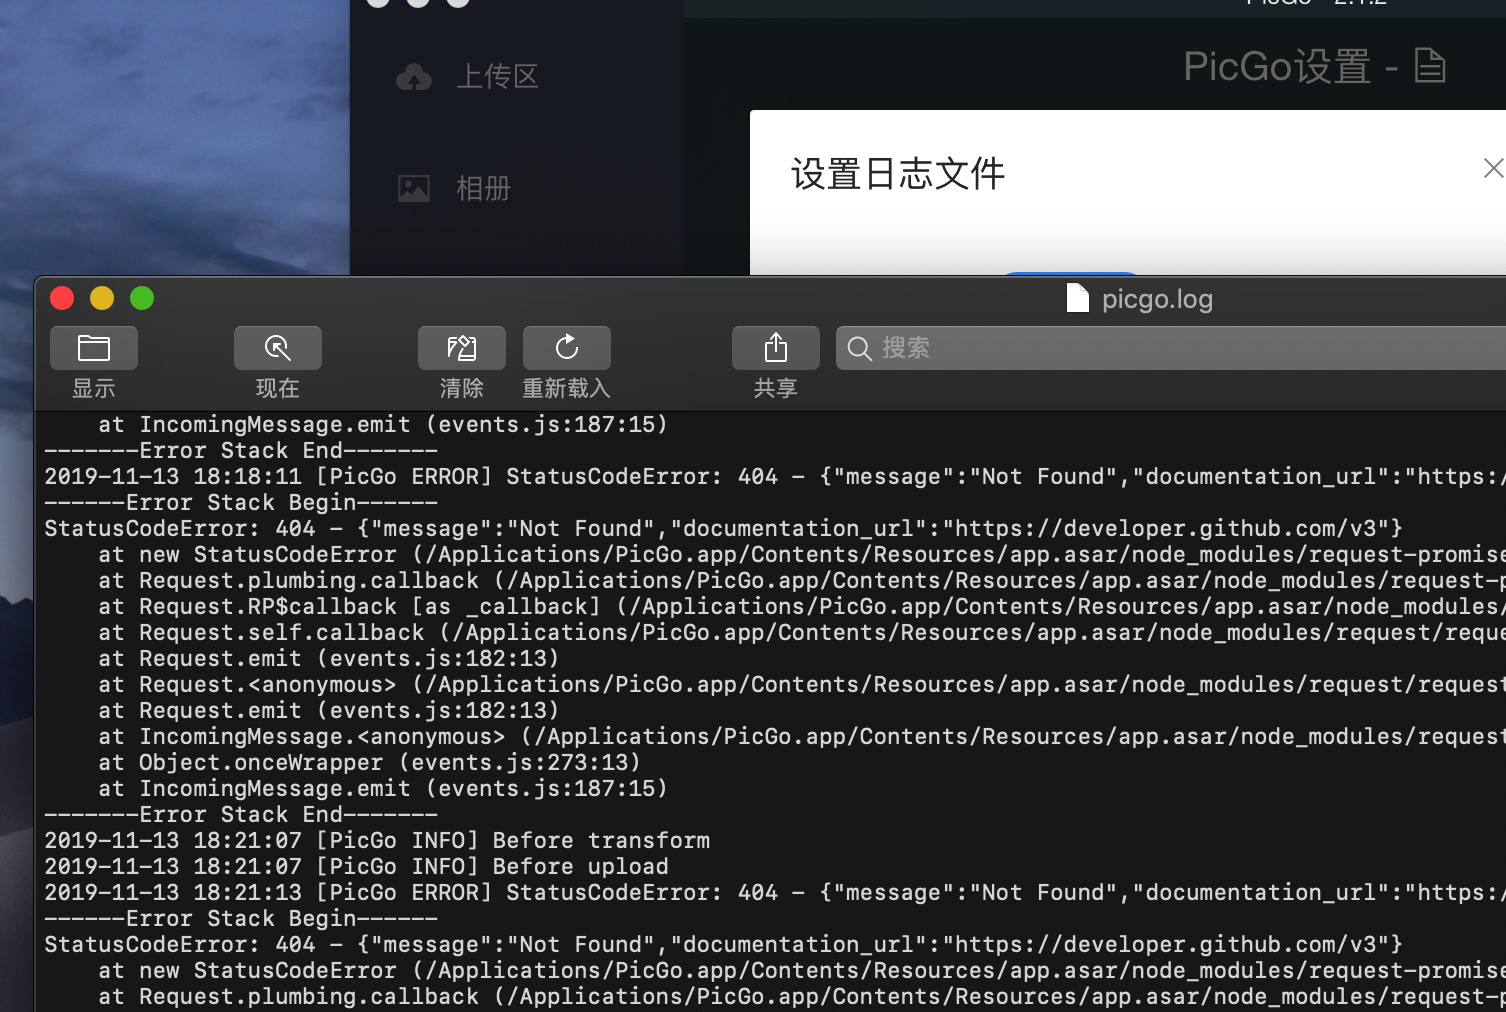 PicGo - 2.1.2
上传区
PicGo设置 -
设置日志文件
相册
picgo.log
显示
现在
清除
重新载入
共享
搜索
at IncomingMessage.emit (events.js:187:15)
-------Error Stack End-------
2019-11-13 18:18:11 [PicGo ERROR] StatusCodeError: 404 - {"message":"Not Found","documentation_url":"https:/
------Error Stack Begin------
StatusCodeError: 404 - {"message":"Not Found","documentation_url":"https://developer.github.com/v3"}
at new StatusCodeError (/Applications/PicGo.app/Contents/Resources/app.asar/node_modules/request-promise
at Request.plumbing.callback (/Applications/PicGo.app/Contents/Resources/app.asar/node_modules/request-p
at Request.RP$callback [as _callback] (/Applications/PicGo.app/Contents/Resources/app.asar/node_modules/
at Request.self.callback (/Applications/PicGo.app/Contents/Resources/app.asar/node_modules/request/reque
at Request.emit (events.js:182:13)
at Request.<anonymous> (/Applications/PicGo.app/Contents/Resources/app.asar/node_modules/request/request
at Request.emit (events.js:182:13)
at IncomingMessage.<anonymous> (/Applications/PicGo.app/Contents/Resources/app.asar/node_modules/request
at Object.onceWrapper (events.js:273:13)
at IncomingMessage.emit (events.js:187:15)
-------Error Stack End-------
2019-11-13 18:21:07 [PicGo INFO] Before transform
2019-11-13 18:21:07 [PicGo INFO] Before upload
2019-11-13 18:21:13 [PicGo ERROR] StatusCodeError: 404 - {"message":"Not Found","documentation_url":"https:/
------Error Stack Begin------
StatusCodeError: 404 - {"message":"Not Found","documentation_url":"https://developer.github.com/v3"}
at new StatusCodeError (/Applications/PicGo.app/Contents/Resources/app.asar/node_modules/request-promise
at Request.plumbing.callback (/Applications/PicGo.app/Contents/Resources/app.asar/node_modules/request-p